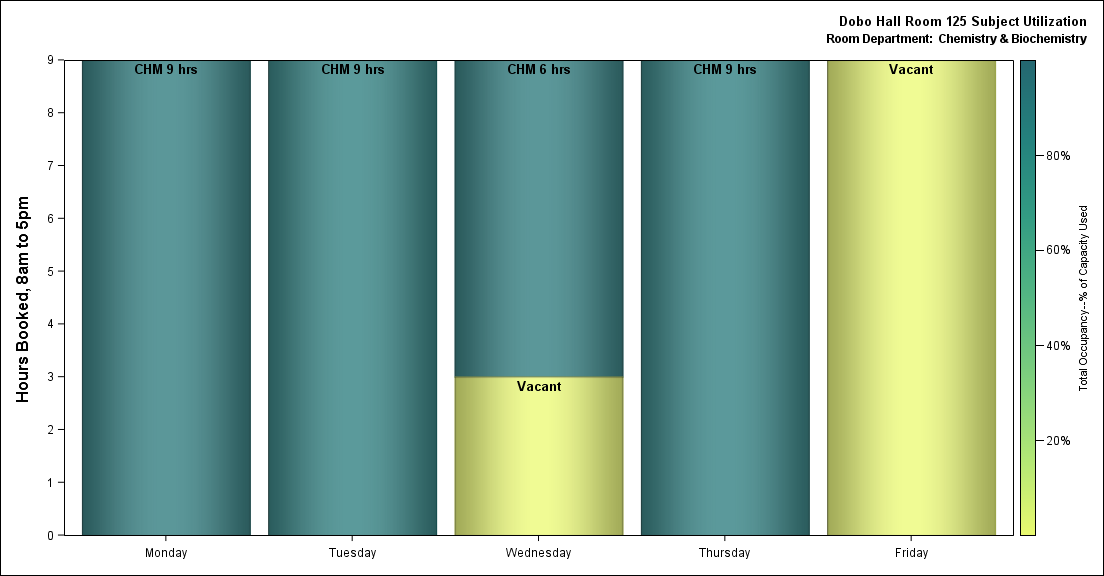 Dobo Hall Room 125 Subject Utilization
Room Department: Chemistry & Biochemistry
Hours Booked, 8am to 5pm
9
8
7
6
5
4
3
2
1
0
CHM 9 hrs
CHM 9 hrs
CHM 6 hrs
CHM 9 hrs
Vacant
Vacant
Monday
Tuesday
Wednesday
Thursday
Friday
80%
60%
40%
20%
Total Occupancy--% of Capacity Used